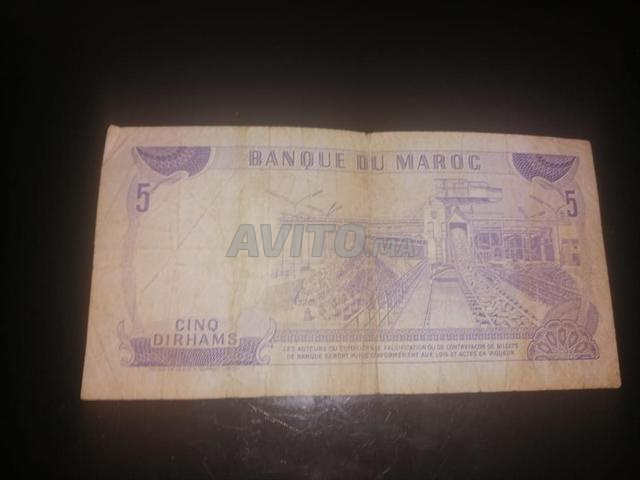 BANQUE DU MAROC
5
5
AVITO.MA
CINQ
DIRHAMS
LES AUTEURS OU COMPLICES DE FALSIFICATION OU DE CONTREFAÇON DE BILLETS
DE BANQUE SERONT PUNIS CONFORMÉMENT AUX LOIS ET ACTES EN VIGUEUR